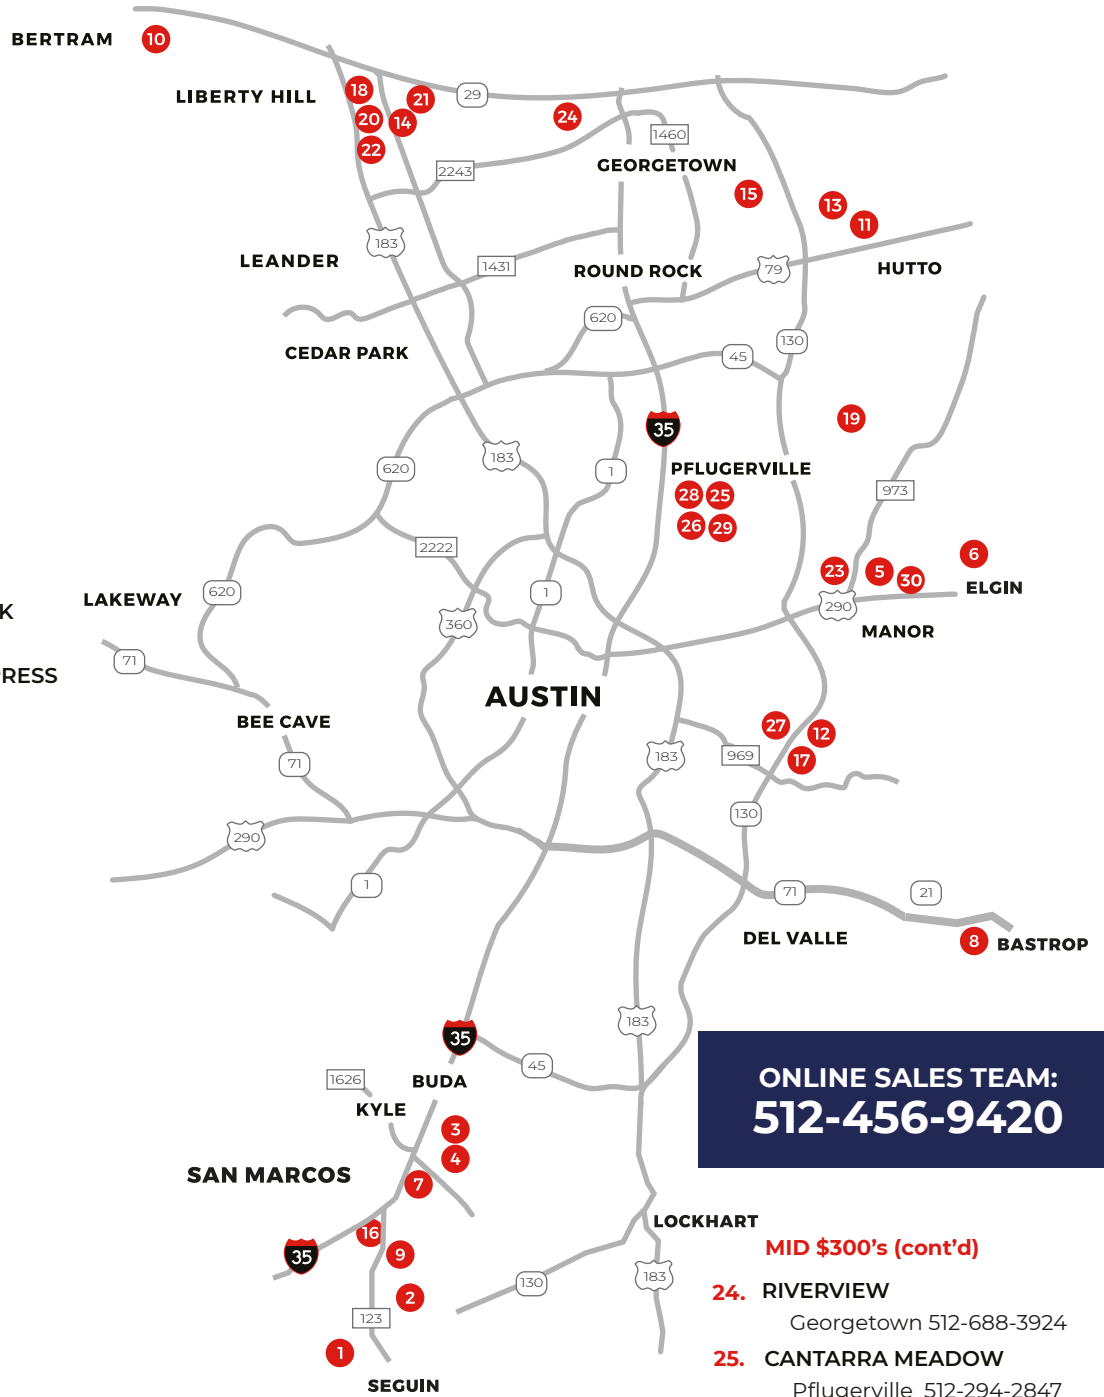 BERTRAM
10
LIBERTY HILL
18
21
29
20
14
24
22
1460
2243
GEORGETOWN
15
13
11
183
LEANDER
1431
ROUND ROCK
79
HUTTO
620
130
CEDAR PARK
45
19
35
183
PFLUGERVILLE
620
1
973
28
25
26
29
2222
23
5
30
6
ELGIN
LAKEWAY
620
1
290
K
360
MANOR
71
RESS
AUSTIN
BEE CAVE
27
12
183
969
17
71
130
290
1
71
21
DEL VALLE
8
BASTROP
183
35
45
1626
BUDA
KYLE
3
4
SAN MARCOS
7
16
9
35
LOCKHART
183
130
2
123
1
SEGUIN
ONLINE SALES TEAM:
512-456-9420
MID $300's (cont'd)
24. RIVERVIEW
Georgetown 512-688-3924
25. CANTARRA MEADOW
Pflugerville 512-294-2847